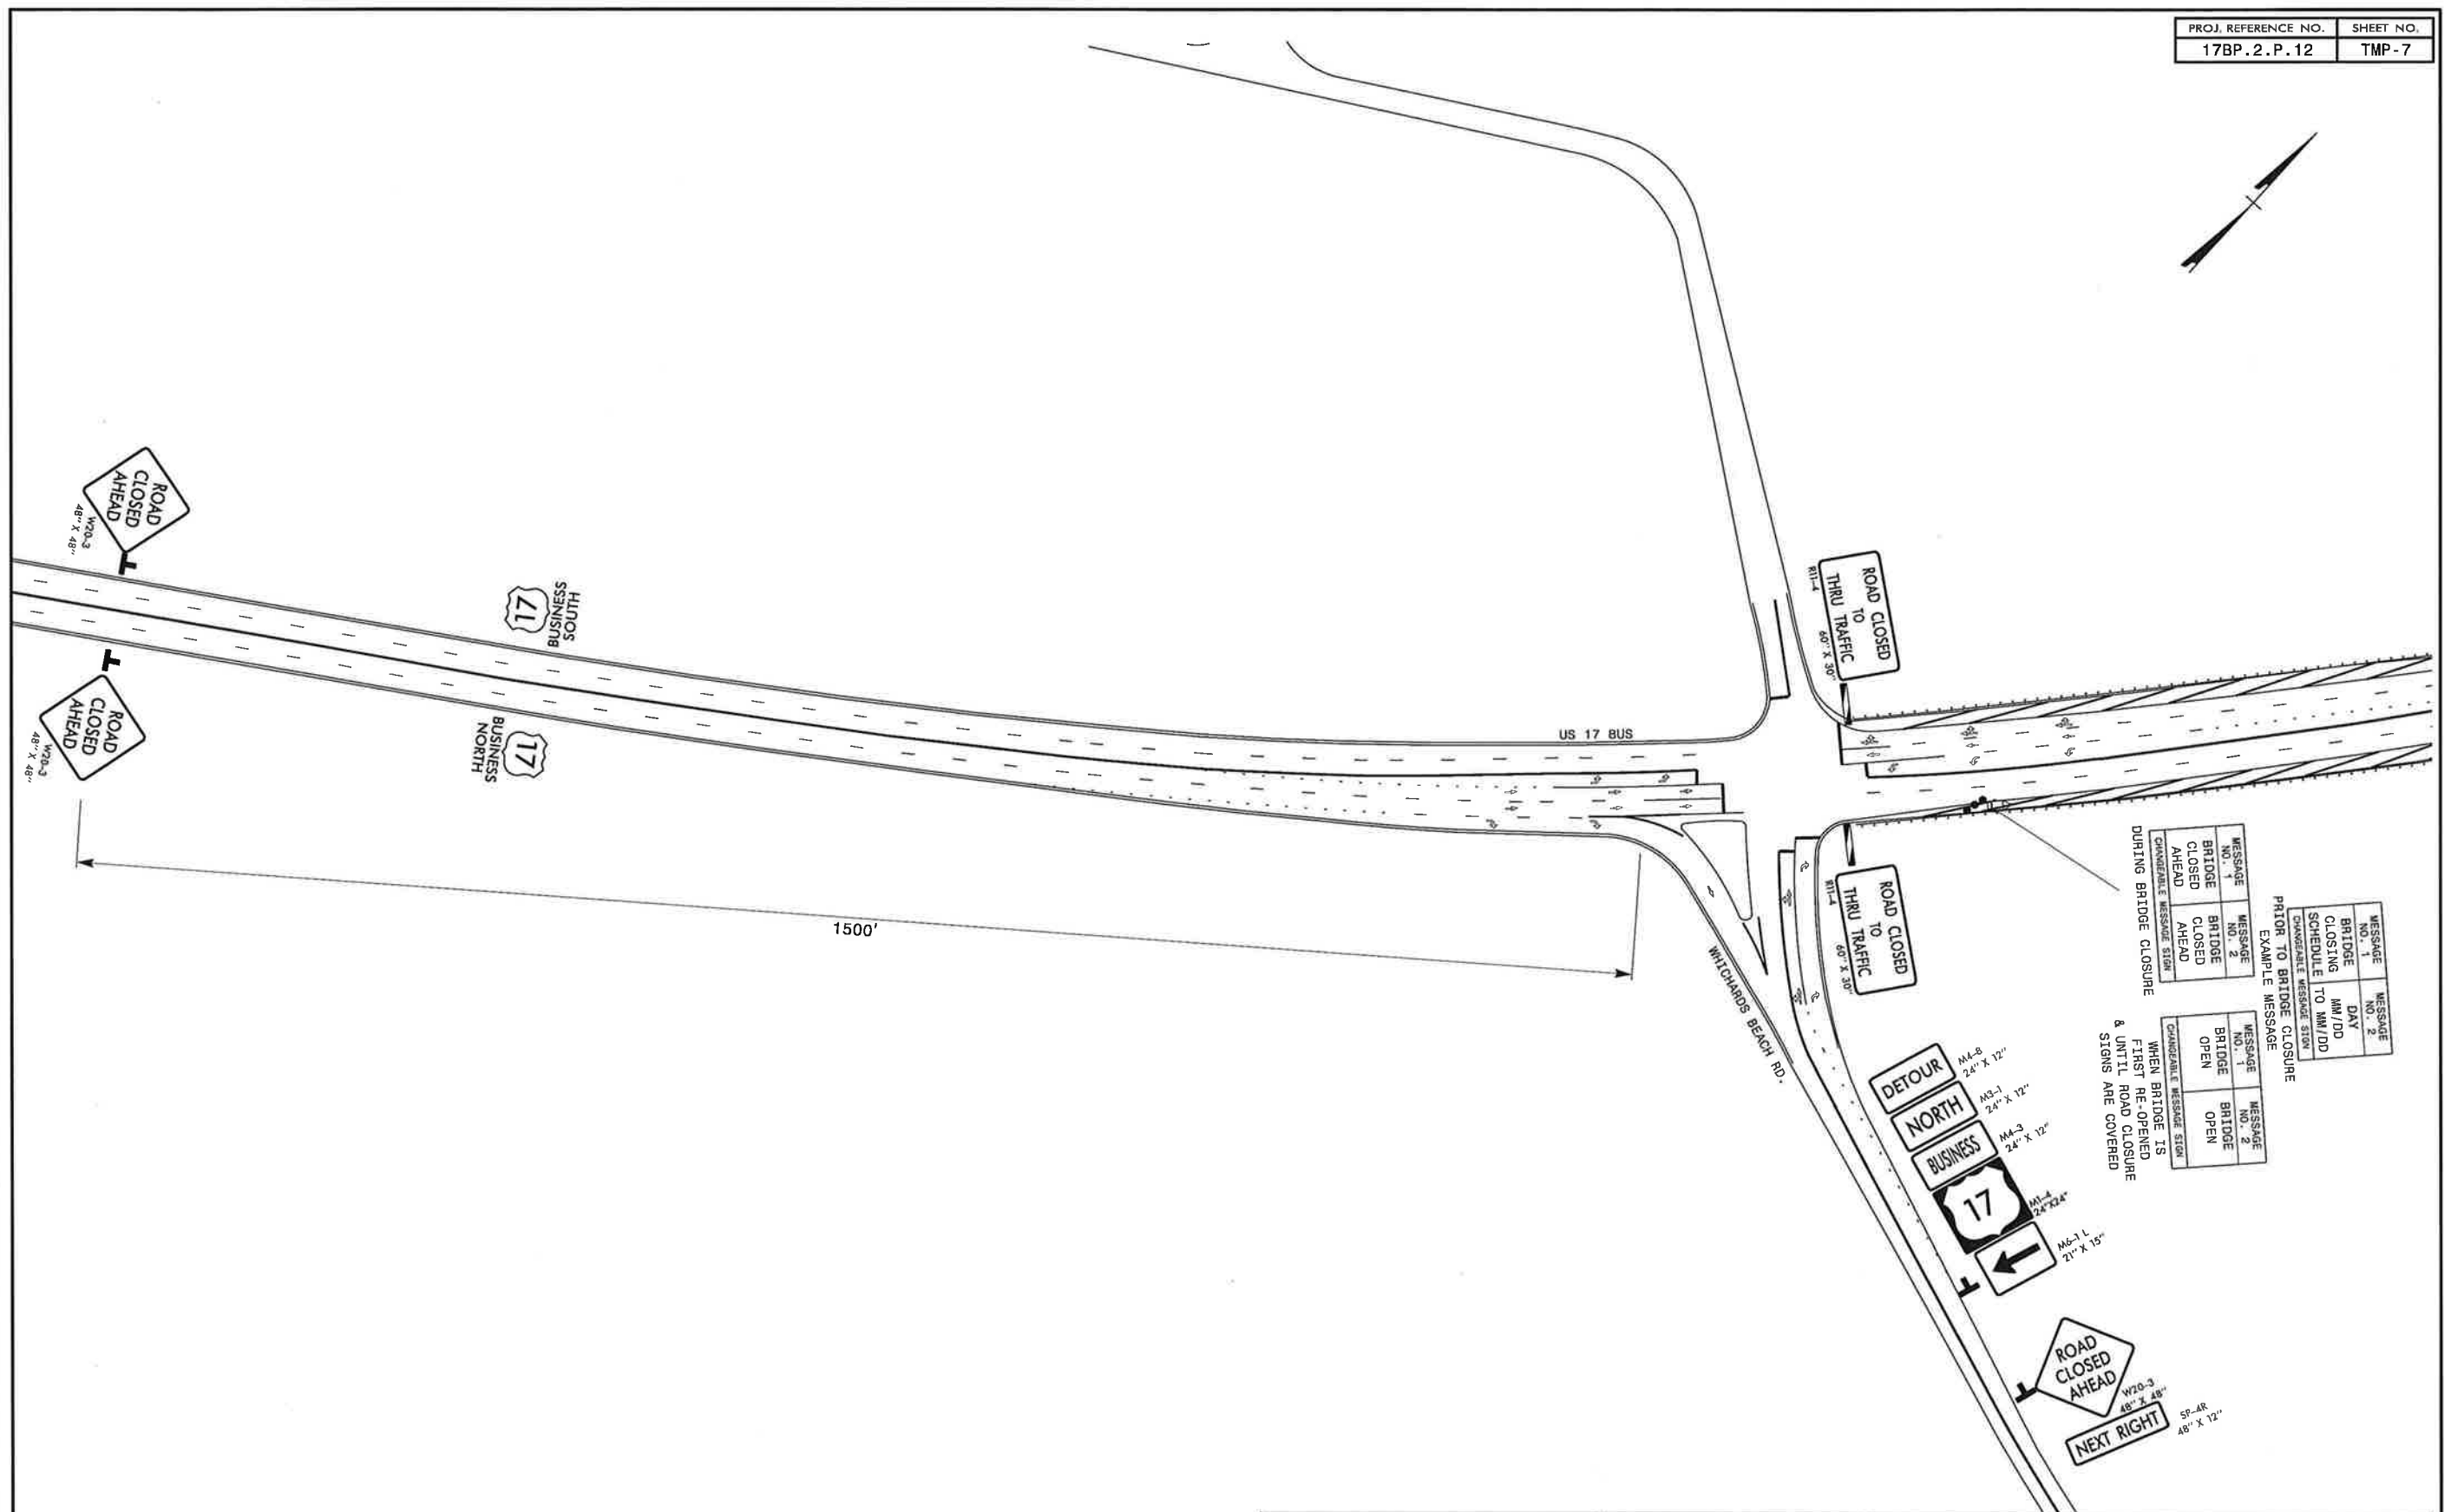 PROJ. REFERENCE NO.
SHEET NO.
17BP.2.P.12
TMP-7
ROAD
CLOSED
AHEAD
W20-3
48" X 48"
ROAD
CLOSED
AHEAD
W20-3
48" X 48"
17
BUSINESS
SOUTH
17
BUSINESS
NORTH
US 17 BUS
1500'
ROAD CLOSED
TO
THRU TRAFFIC
R11-4
60" X 30"
ROAD CLOSED
TO
THRU TRAFFIC
R11-4
60" X 30"
WHICHARDS BEACH RD.
MESSAGE
NO. 1
MESSAGE
NO. 2
BRIDGE
CLOSED
AHEAD
BRIDGE
CLOSED
AHEAD
CHANGEABLE MESSAGE SIGN
DURING BRIDGE CLOSURE
MESSAGE
NO. 1
MESSAGE
NO. 2
BRIDGE
CLOSING
SCHEDULE
DAY
MM/DD
TO MM/DD
CHANGEABLE MESSAGE SIGN
PRIOR TO BRIDGE CLOSURE
EXAMPLE MESSAGE
MESSAGE
NO. 1
MESSAGE
NO. 2
BRIDGE
OPEN
BRIDGE
OPEN
CHANGEABLE MESSAGE SIGN
WHEN BRIDGE IS
FIRST RE-OPENED
& UNTIL ROAD CLOSURE
SIGNS ARE COVERED
DETOUR
M4-8
24" X 12"
NORTH
M3-1
24" X 12"
BUSINESS
M4-3
24" X 12"
17
M1-4
24"X24"
M6-1 L
21" X 15"
ROAD
CLOSED
AHEAD
W20-3
48" X 48"
NEXT RIGHT
SP-4R
48" X 12"